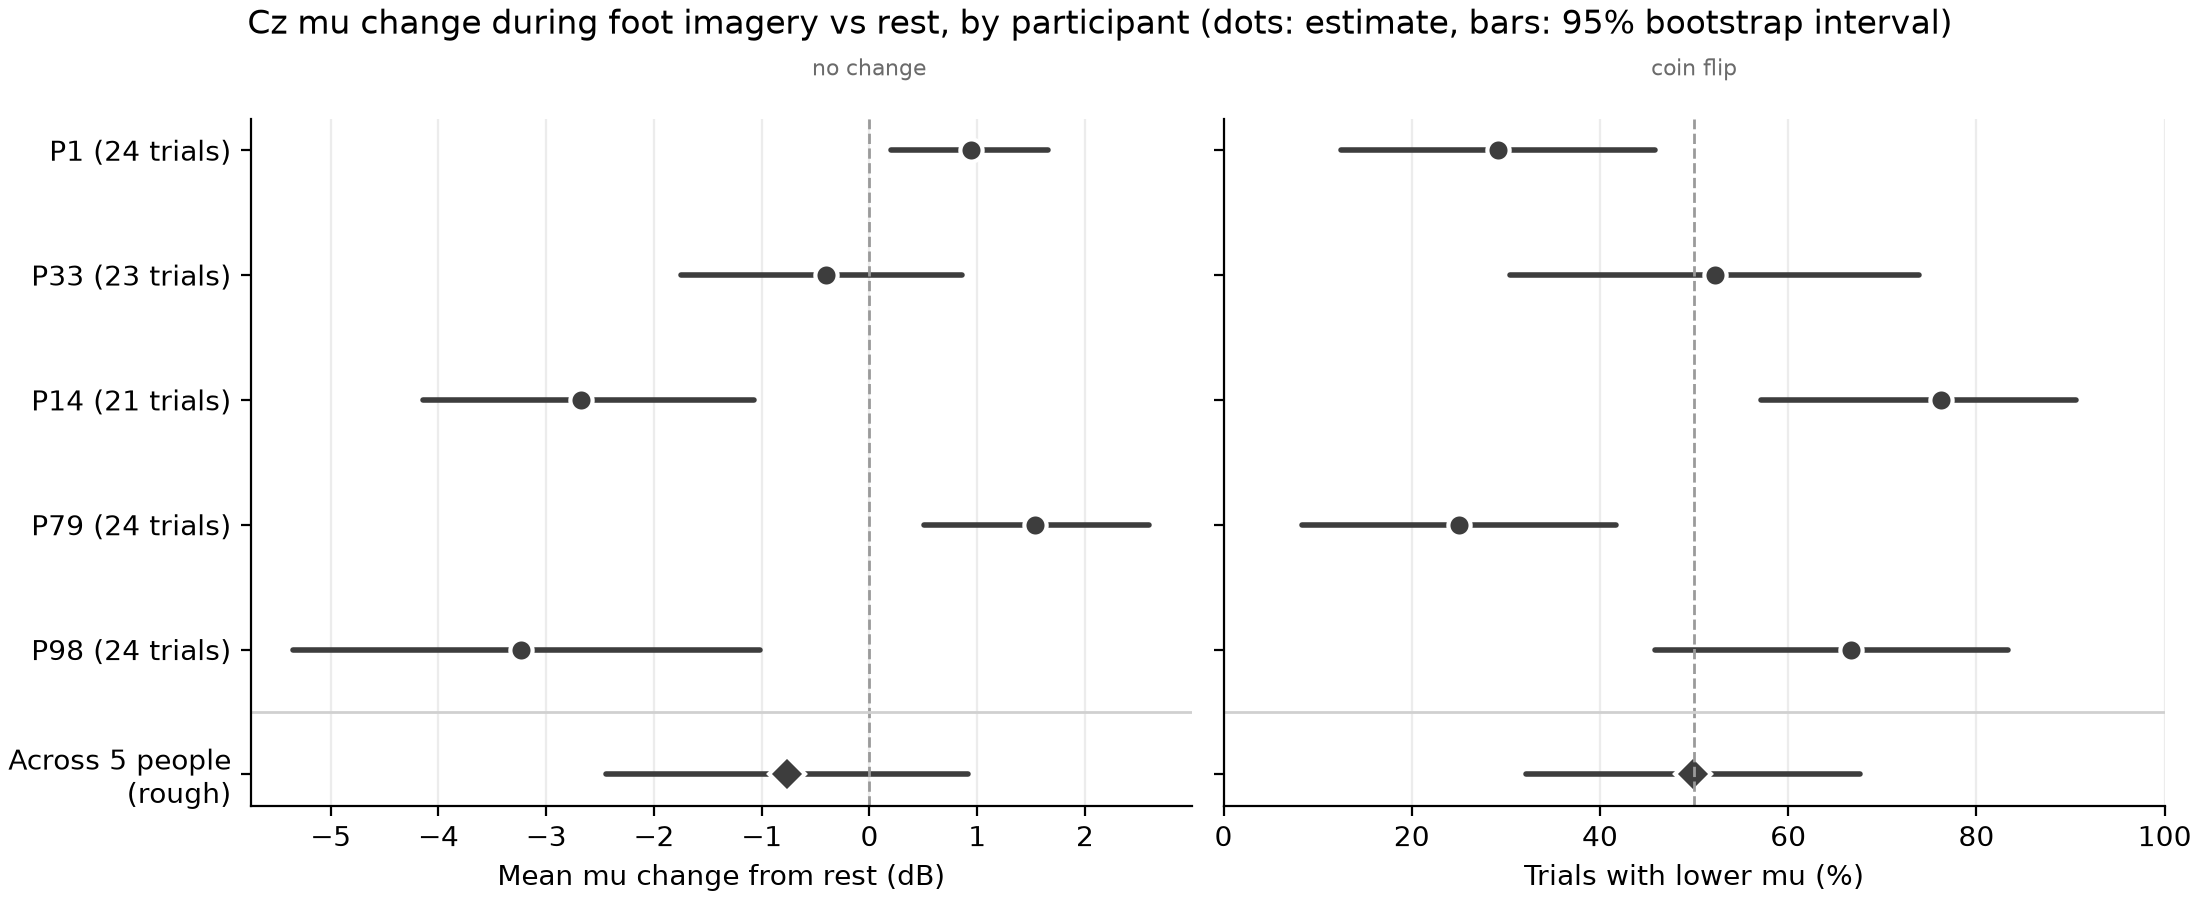 Cz mu change during foot imagery vs rest, by participant (dots: estimate, bars: 95% bootstrap interval)
no change
coin flip
P1 (24 trials)
P33 (23 trials)
P14 (21 trials)
P79 (24 trials)
P98 (24 trials)
Across 5 people
(rough)
−5 −4 −3 −2 −1 0 1 2
Mean mu change from rest (dB)
0 20 40 60 80 100
Trials with lower mu (%)